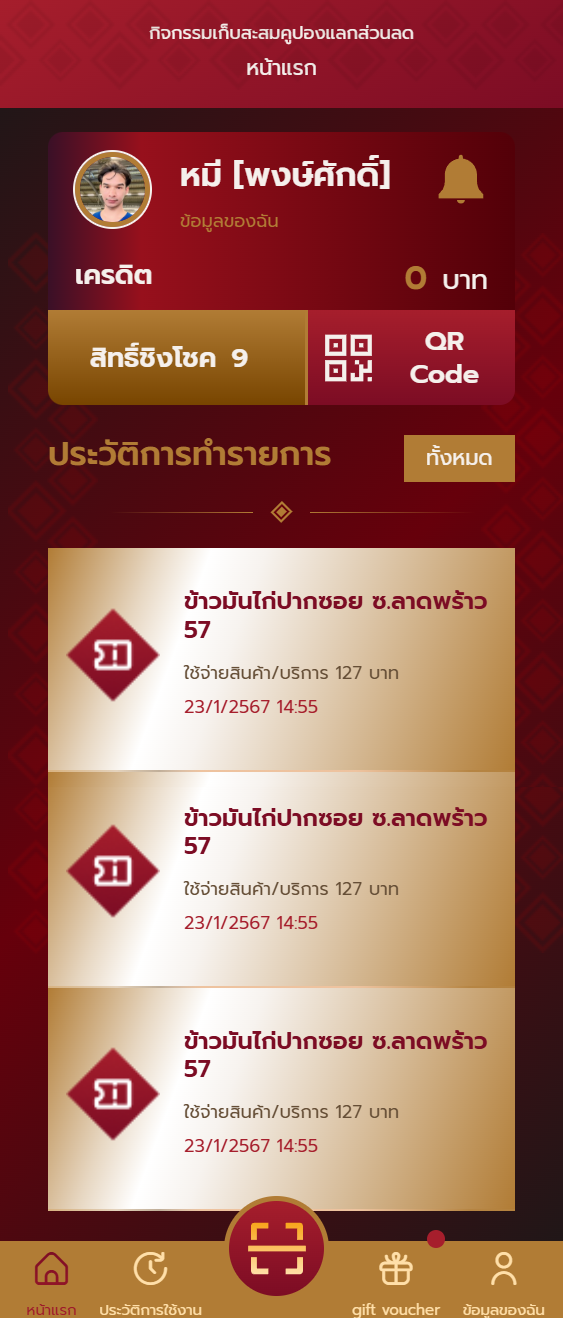 กิจกรรมเก็บสะสมคูปองแลกส่วนลด
หน้าแรก
หมี [พงษ์ศักดิ์]
ข้อมูลของฉัน
เครดิต
0 บาท
สิทธิ์ชิงโชค 9
QR
Code
ประวัติการทำรายการ
ทั้งหมด
ข้าวมันไก่ปากซอย ซ.ลาดพร้าว
57
ใช้จ่ายสินค้า/บริการ 127 บาท
23/1/2567 14:55
ข้าวมันไก่ปากซอย ซ.ลาดพร้าว
57
ใช้จ่ายสินค้า/บริการ 127 บาท
23/1/2567 14:55
ข้าวมันไก่ปากซอย ซ.ลาดพร้าว
57
ใช้จ่ายสินค้า/บริการ 127 บาท
23/1/2567 14:55
หน้าแรก
ประวัติการใช้งาน
gift voucher
ข้อมูลของฉัน